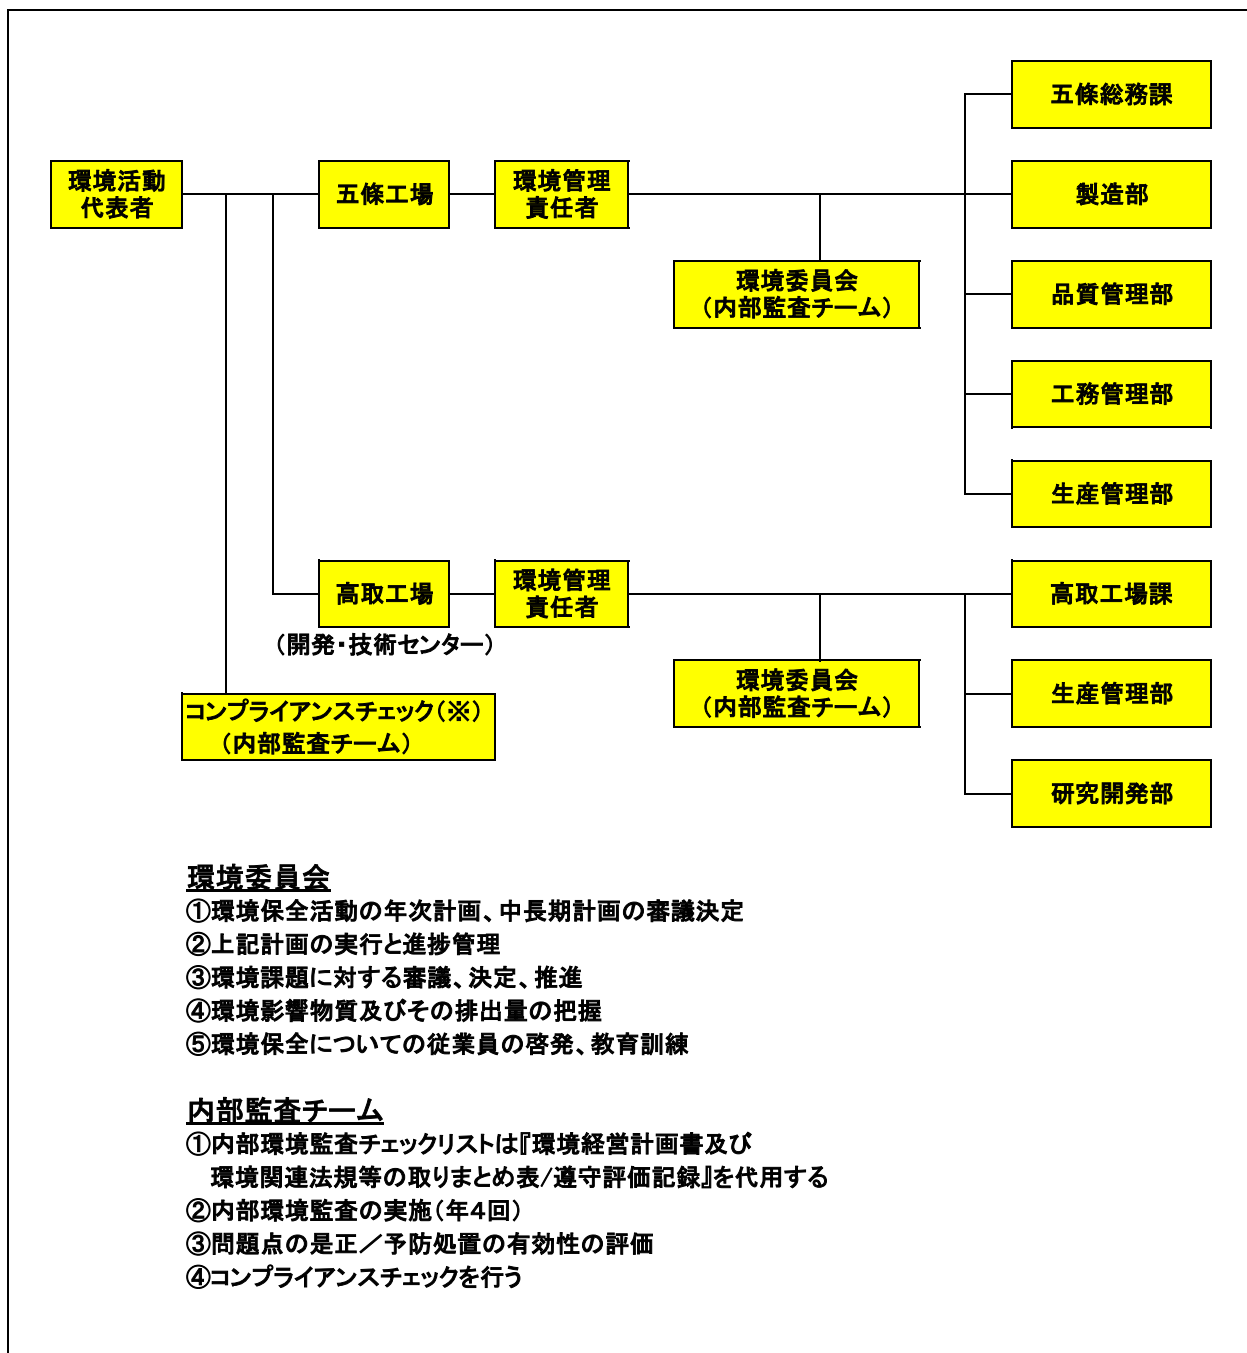 五條総務課
環境活動
代表者
五條工場
環境管理
責任者
製造部
環境委員会
（内部監査チーム）
品質管理部
工務管理部
生産管理部
高取工場
（開発・技術センター）
環境管理
責任者
高取工場課
環境委員会
（内部監査チーム）
生産管理部
コンプライアンスチェック（※）
（内部監査チーム）
研究開発部
環境委員会
①環境保全活動の年次計画、中長期計画の審議決定
②上記計画の実行と進捗管理
③環境課題に対する審議、決定、推進
④環境影響物質及びその排出量の把握
⑤環境保全についての従業員の啓発、教育訓練
内部監査チーム
①内部環境監査チェックリストは『環境経営計画書及び
環境関連法規等の取りまとめ表/遵守評価記録』を代用する
②内部環境監査の実施（年４回）
③問題点の是正／予防処置の有効性の評価
④コンプライアンスチェックを行う